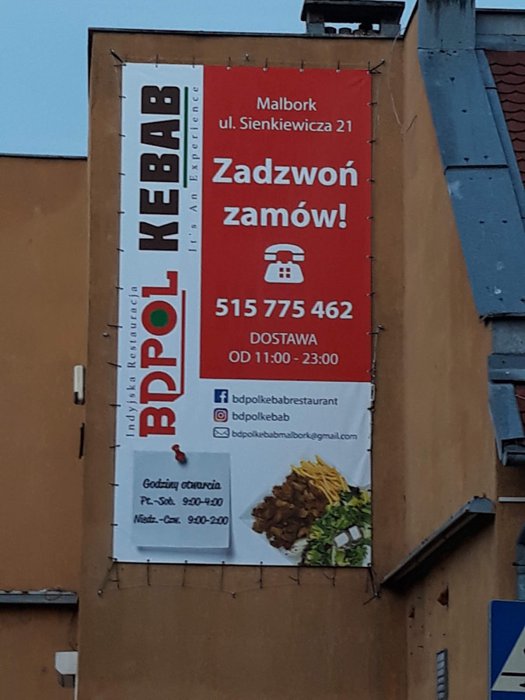 Indyjska Restauracja
BDPOL KEBAB
It's An Experience
Malbork
ul. Sienkiewicza 21
Zadzwoń
zamów!
515 775 462
DOSTAWA
OD 11:00 - 23:00
bdpolkebabrestaurant
bdpolkebab
bdpolkebabmalbork@gmail.com
Godziny otwarcia
Pt.-Sob. 9:00-4:00
Niedz.-Czw. 9:00-2:00